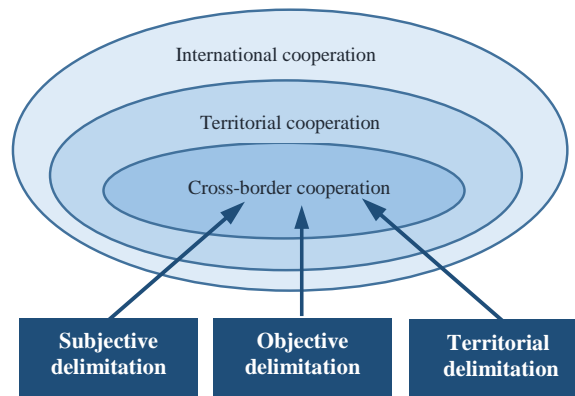 International cooperation
Territorial cooperation
Cross-border cooperation
Subjective
delimitation
Objective
delimitation
Territorial
delimitation